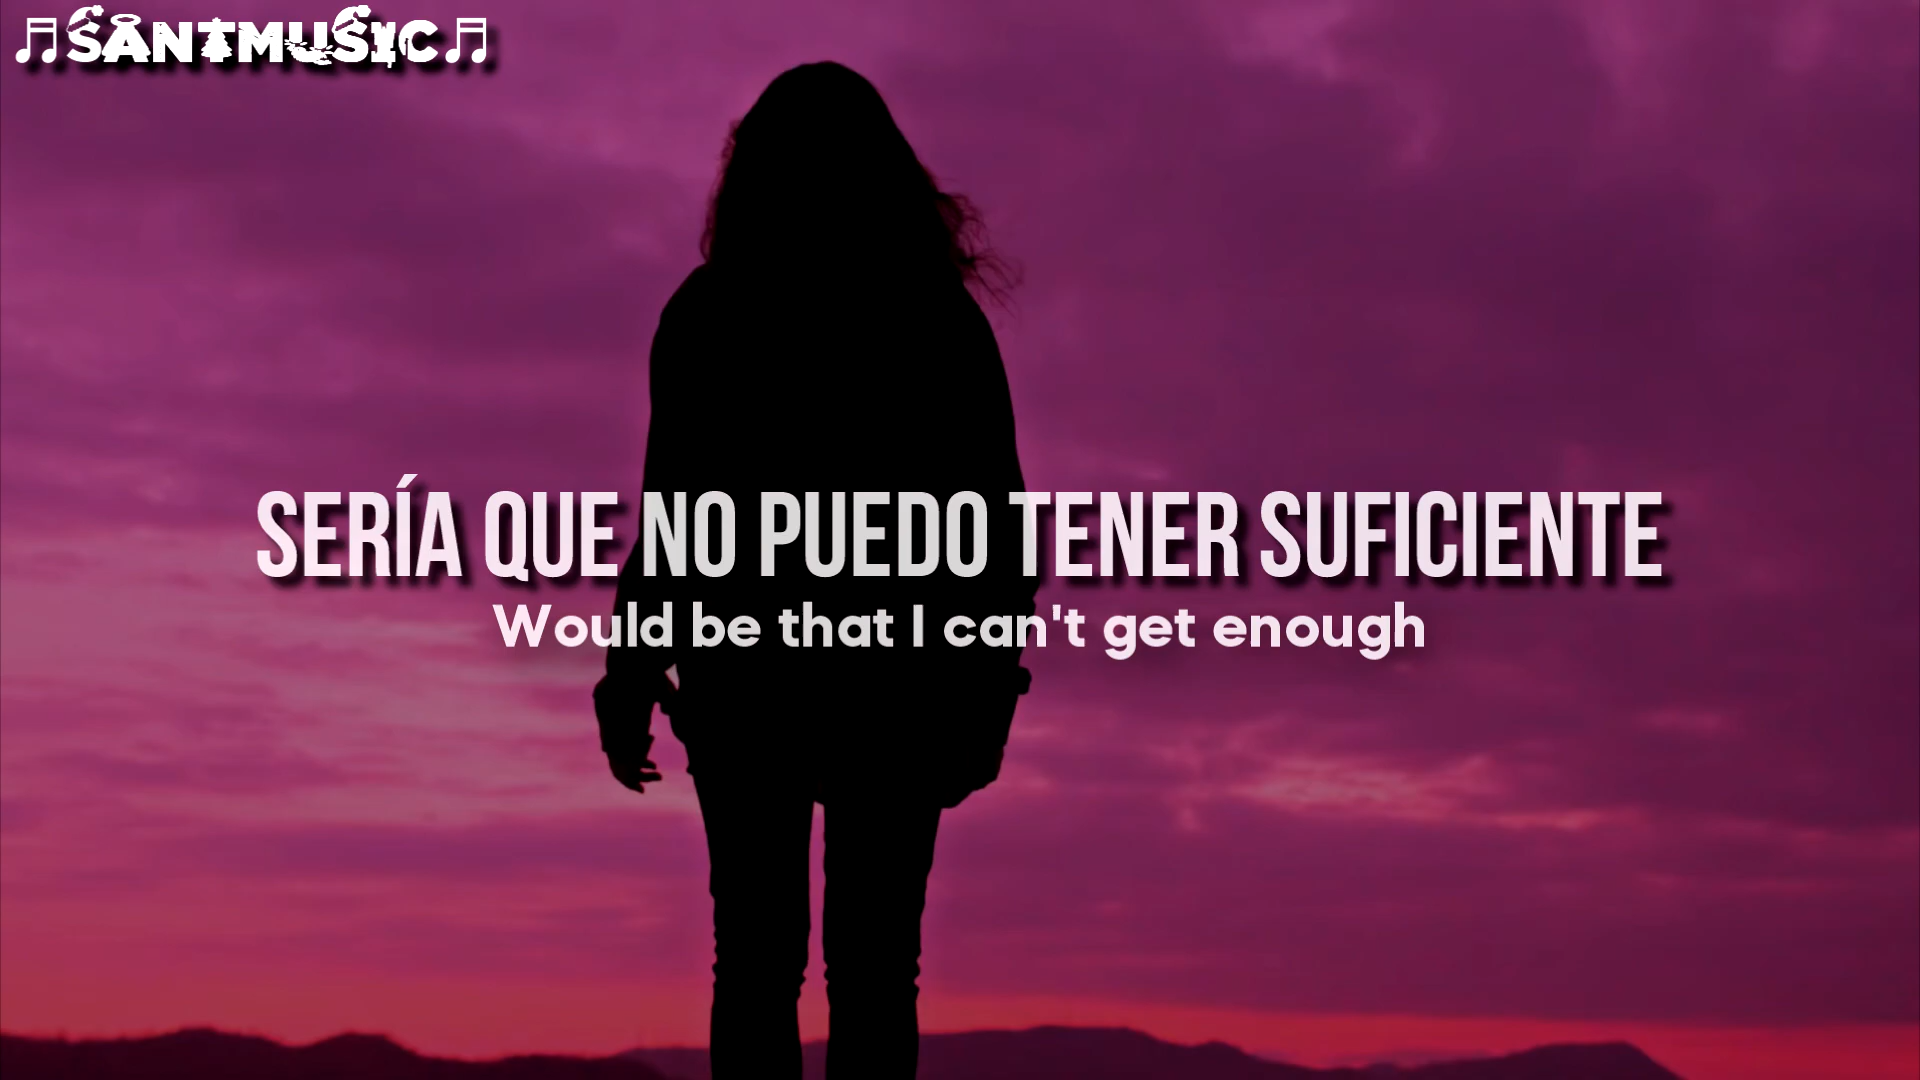 ♫SANTMUSIC♫
SERÍA QUE NO PUEDO TENER SUFICIENTE
Would be that I can't get enough